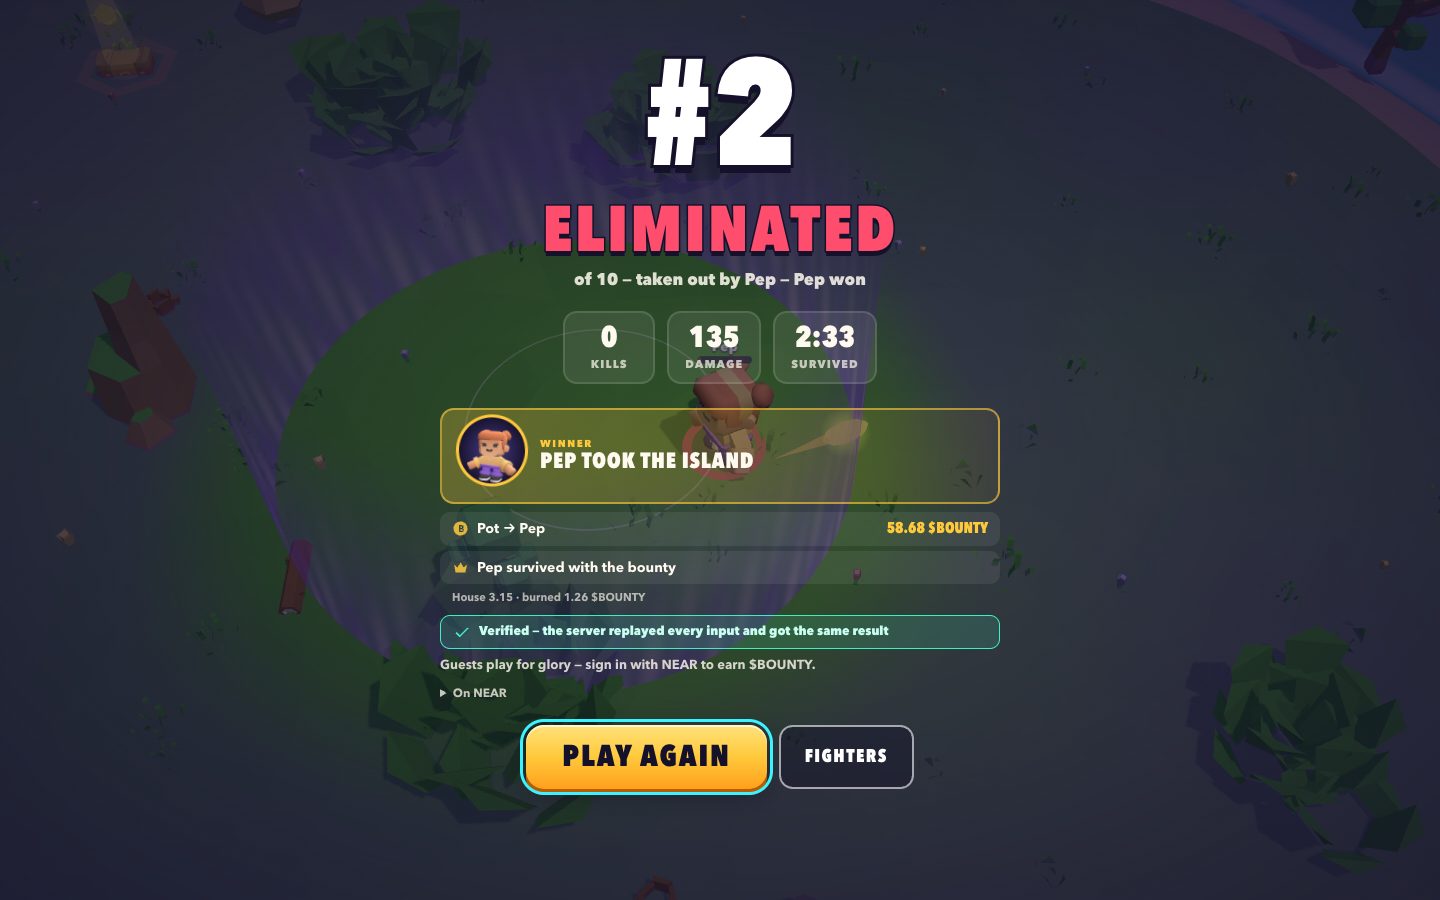 #2
ELIMINATED
of 10 – taken out by Pep – Pep won
0
KILLS
135
DAMAGE
2:33
SURVIVED
Pep
WINNER
PEP TOOK THE ISLAND
Pot → Pep
58.68 $BOUNTY
Pep survived with the bounty
House 3.15 · burned 1.26 $BOUNTY
Verified – the server replayed every input and got the same result
Guests play for glory – sign in with NEAR to earn $BOUNTY.
On NEAR
PLAY AGAIN
FIGHTERS